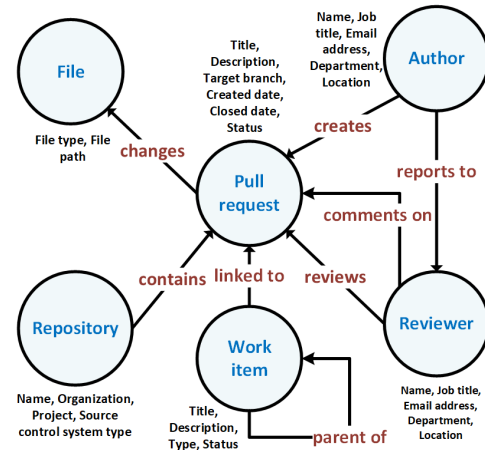 File
File type, File
path
Title,
Description,
Target branch,
Created date,
Closed date,
Status
Name, Job
title, Email
address,
Department,
Location
Author
creates
changes
reports to
Pull
request
comments on
contains
linked to
reviews
Repository
Name, Organization,
Project, Source
control system type
Work
item
Title,
Description,
Type, Status
parent of
Reviewer
Name, Job title,
Email address,
Department,
Location